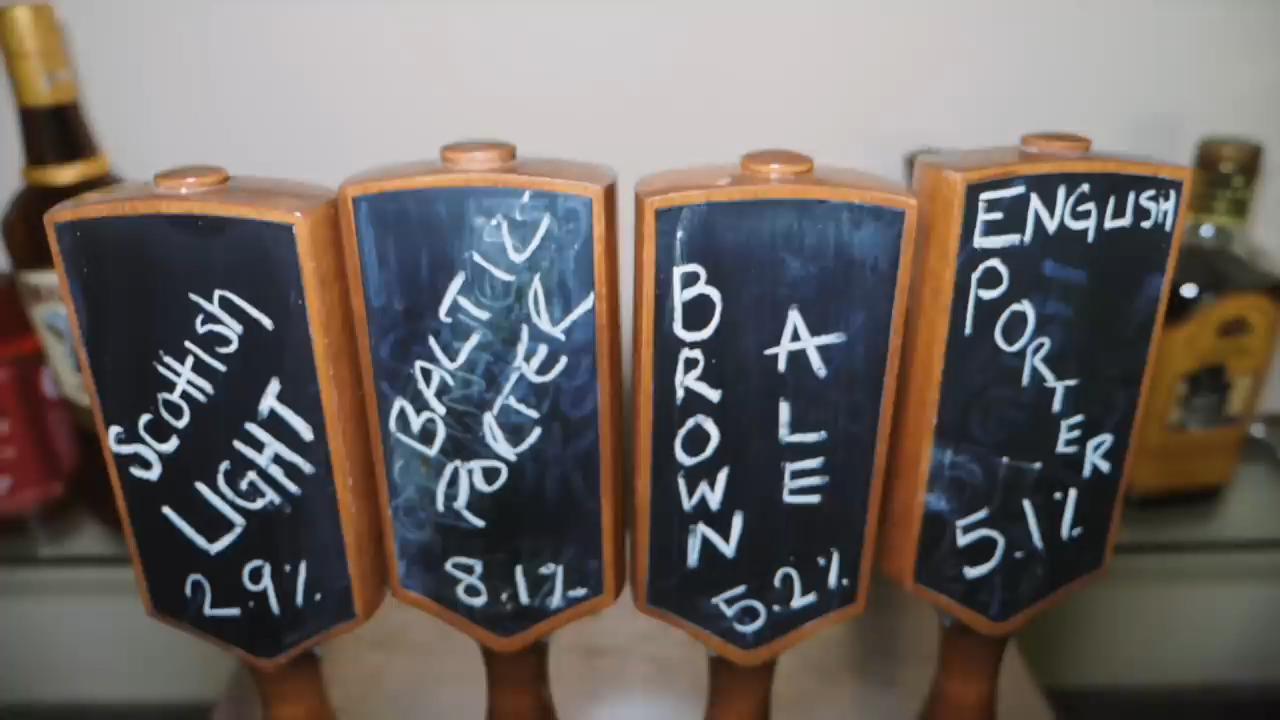 Scottish
LIGHT
2.9%
BALTIC
PORTER
8.1%
BROWN
ALE
5.2%
ENGLISH
PORTER
5.1%